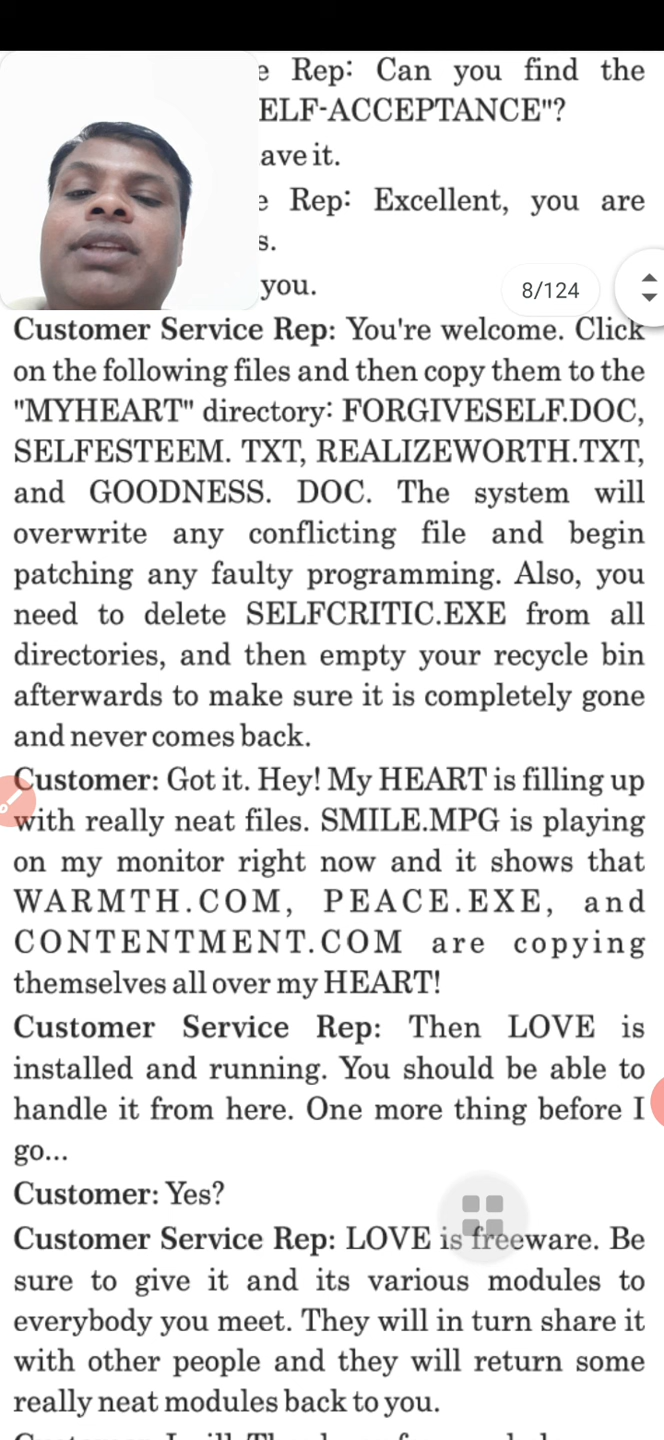 e Rep: Can you find the
ELF-ACCEPTANCE"?
ave it.
e Rep: Excellent, you are
s.
you.
8/124
Customer Service Rep: You're welcome. Click
on the following files and then copy them to the
"MYHEART" directory: FORGIVESELF.DOC,
SELFESTEEM. TXT, REALIZEWORTH.TXT,
and GOODNESS. DOC. The system will
overwrite any conflicting file and begin
patching any faulty programming. Also, you
need to delete SELFCRITIC.EXE from all
directories, and then empty your recycle bin
afterwards to make sure it is completely gone
and never comes back.
Customer: Got it. Hey! My HEART is filling up
with really neat files. SMILE.MPG is playing
on my monitor right now and it shows that
WARMTH.COM, PEACE.EXE, and
CONTENTMENT.COM are copying
themselves all over my HEART!
Customer Service Rep: Then LOVE is
installed and running. You should be able to
handle it from here. One more thing before I
go...
Customer: Yes?
Customer Service Rep: LOVE is freeware. Be
sure to give it and its various modules to
everybody you meet. They will in turn share it
with other people and they will return some
really neat modules back to you.